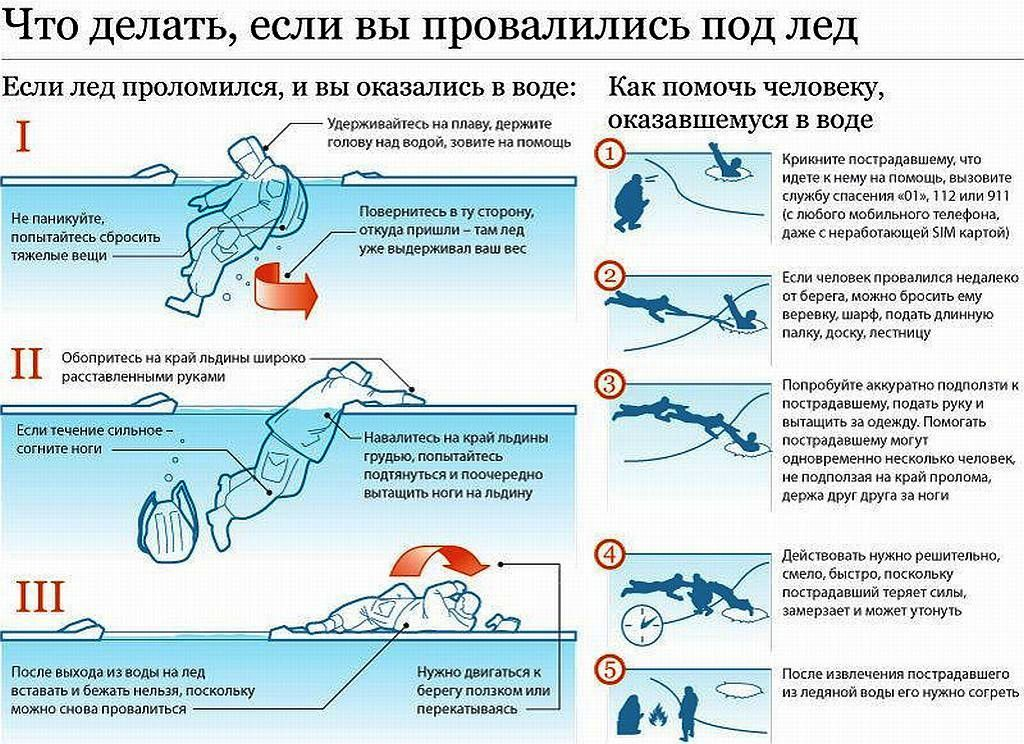 Что делать, если вы провалились под лед
Если лед проломился, и вы оказались в воде:
I
Удерживайтесь на плаву, держите
голову над водой, зовите на помощь
Не паникуйте,
попытайтесь сбросить
тяжелые вещи
Повернитесь в ту сторону,
откуда пришли – там лед
уже выдерживал ваш вес
II
Обопритесь на край льдины широко
расставленными руками
Если течение сильное –
согните ноги
Навалитесь на край льдины
грудью, попытайтесь
подтянуться и поочередно
вытащить ноги на льдину
III
После выхода из воды на лед
вставать и бежать нельзя, поскольку
можно снова провалиться
Нужно двигаться к
берегу ползком или
перекатываясь
Как помочь человеку,
оказавшемуся в воде
1
Крикните пострадавшему, что
идете к нему на помощь, вызовите
службу спасения «01», 112 или 911
(с любого мобильного телефона,
даже с неработающей SIM картой)
2
Если человек провалился недалеко
от берега, можно бросить ему
веревку, шарф, подать длинную
палку, доску, лестницу
3
Попробуйте аккуратно подползти к
пострадавшему, подать руку и
вытащить за одежду. Помогать
пострадавшему могут
одновременно несколько человек,
не подползая на край пролома,
держа друг друга за ноги
4
Действовать нужно решительно,
смело, быстро, поскольку
пострадавший теряет силы,
замерзает и может утонуть
5
После извлечения пострадавшего
из ледяной воды его нужно согреть